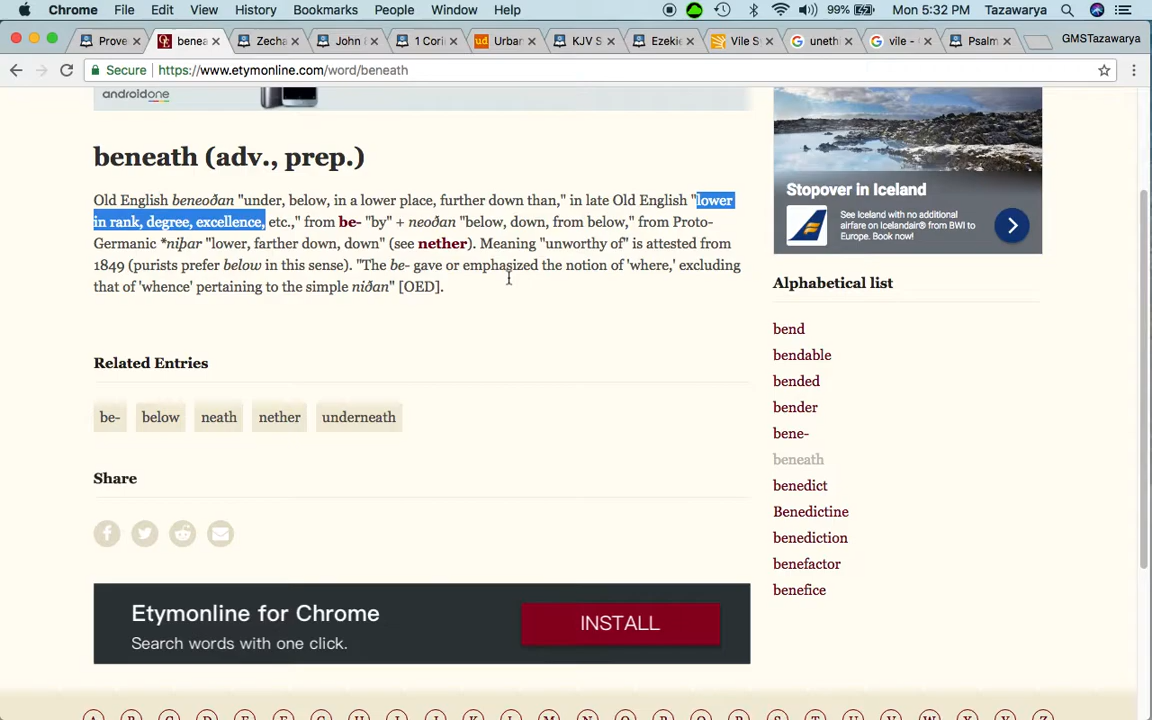 Chrome File Edit View History Bookmarks People Window Help 99% Mon 5:32 PM Tazawarya
Prove benea Zecha John 1 Cori Urban KJV S Ezekie Vile S uneth vile - Psalm GMSTazawarya
Secure https://www.etymonline.com/word/beneath
androidone
beneath (adv., prep.)
Old English beneoðan "under, below, in a lower place, further down than," in late Old English "lower
in rank, degree, excellence, etc.," from be- "by" + neoðan "below, down, from below," from Proto-
Germanic *niþar "lower, farther down, down" (see nether). Meaning "unworthy of" is attested from
1849 (purists prefer below in this sense). "The be- gave or emphasized the notion of 'where,' excluding
that of 'whence' pertaining to the simple niðan" [OED].
Related Entries
be- below neath nether underneath
Share
Etymonline for Chrome
Search words with one click.
INSTALL
Stopover in Iceland
See Iceland with no additional
airfare on Icelandair® from BWI to
Europe. Book now!
ICELANDAIR
Alphabetical list
bend
bendable
bended
bender
bene-
beneath
benedict
Benedictine
benediction
benefactor
benefice